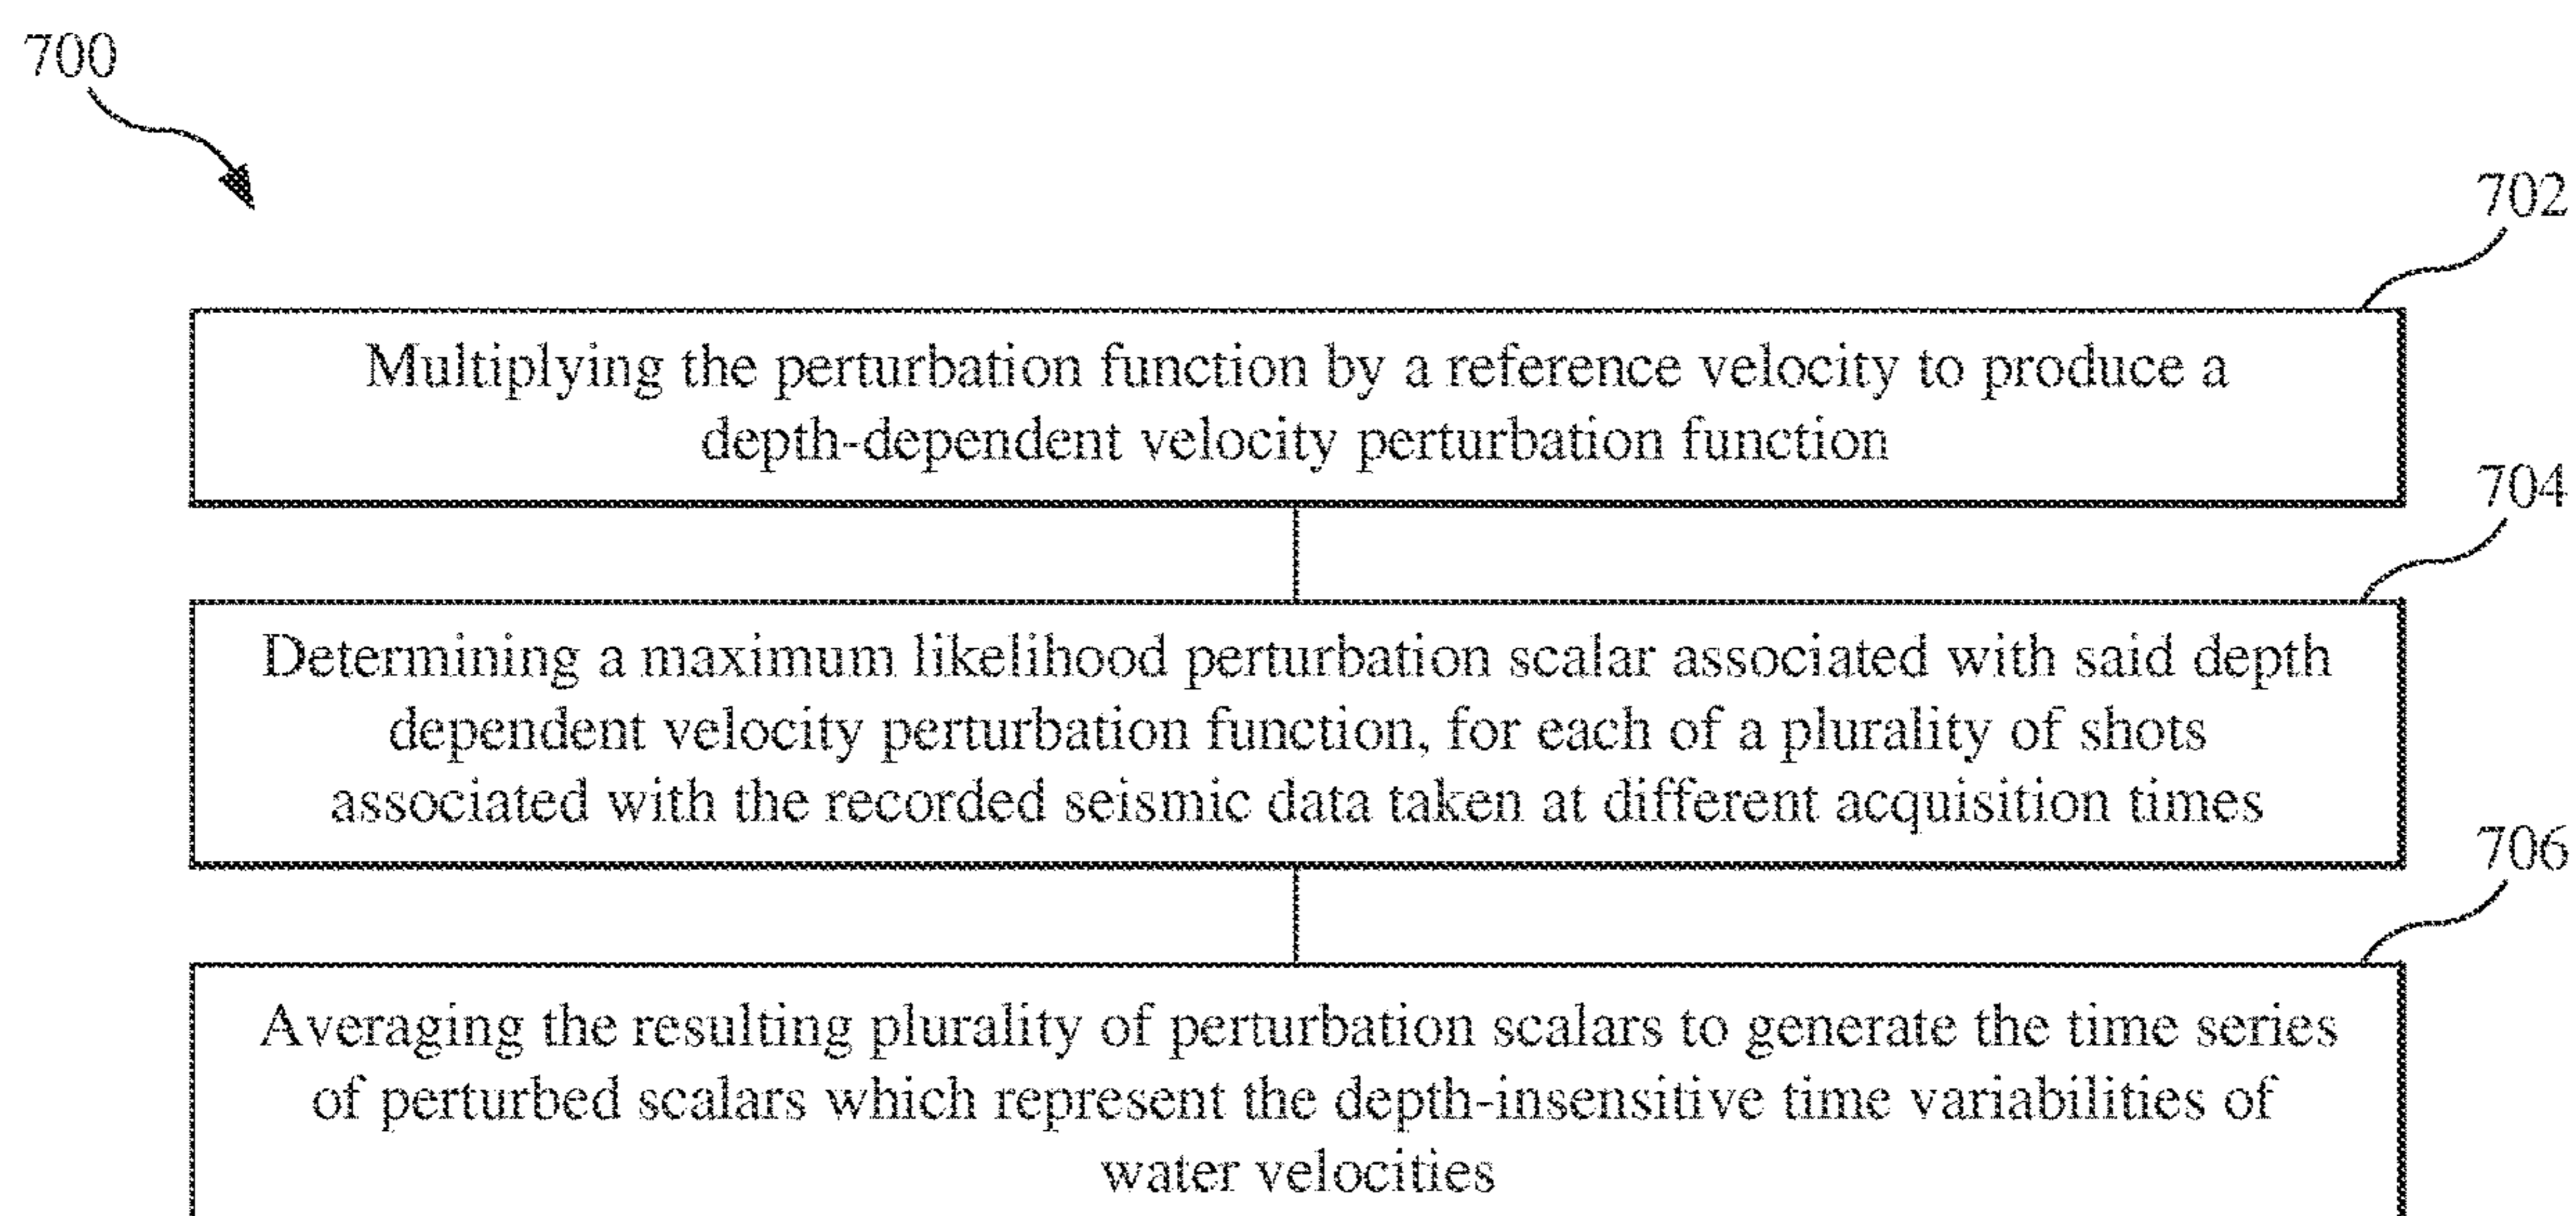 700
702
Multiplying the perturbation function by a reference velocity to produce a
depth-dependent velocity perturbation function
704
Determining a maximum likelihood perturbation scalar associated with said depth
dependent velocity perturbation function, for each of a plurality of shots
associated with the recorded seismic data taken at different acquisition times
706
Averaging the resulting plurality of perturbation scalars to generate the time series
of perturbed scalars which represent the depth-insensitive time variabilities of
water velocities